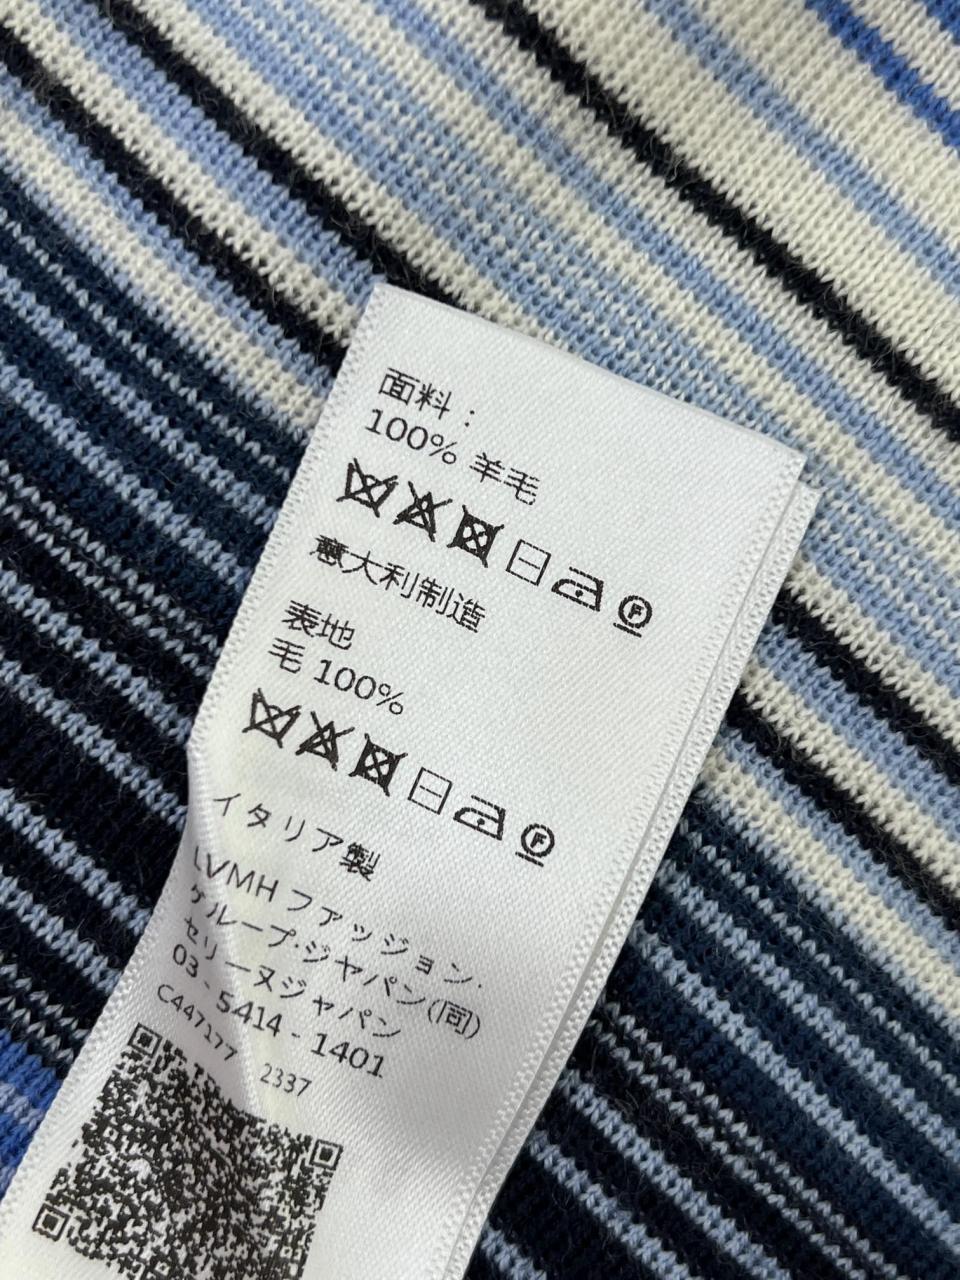 面料：
100% 羊毛
F
意大利制造
表地
毛 100%
F
イタリア製
LVMH ファッション・
グループ・ジャパン(同)
セリーヌジャパン
03 - 5414 - 1401
C447177 2337